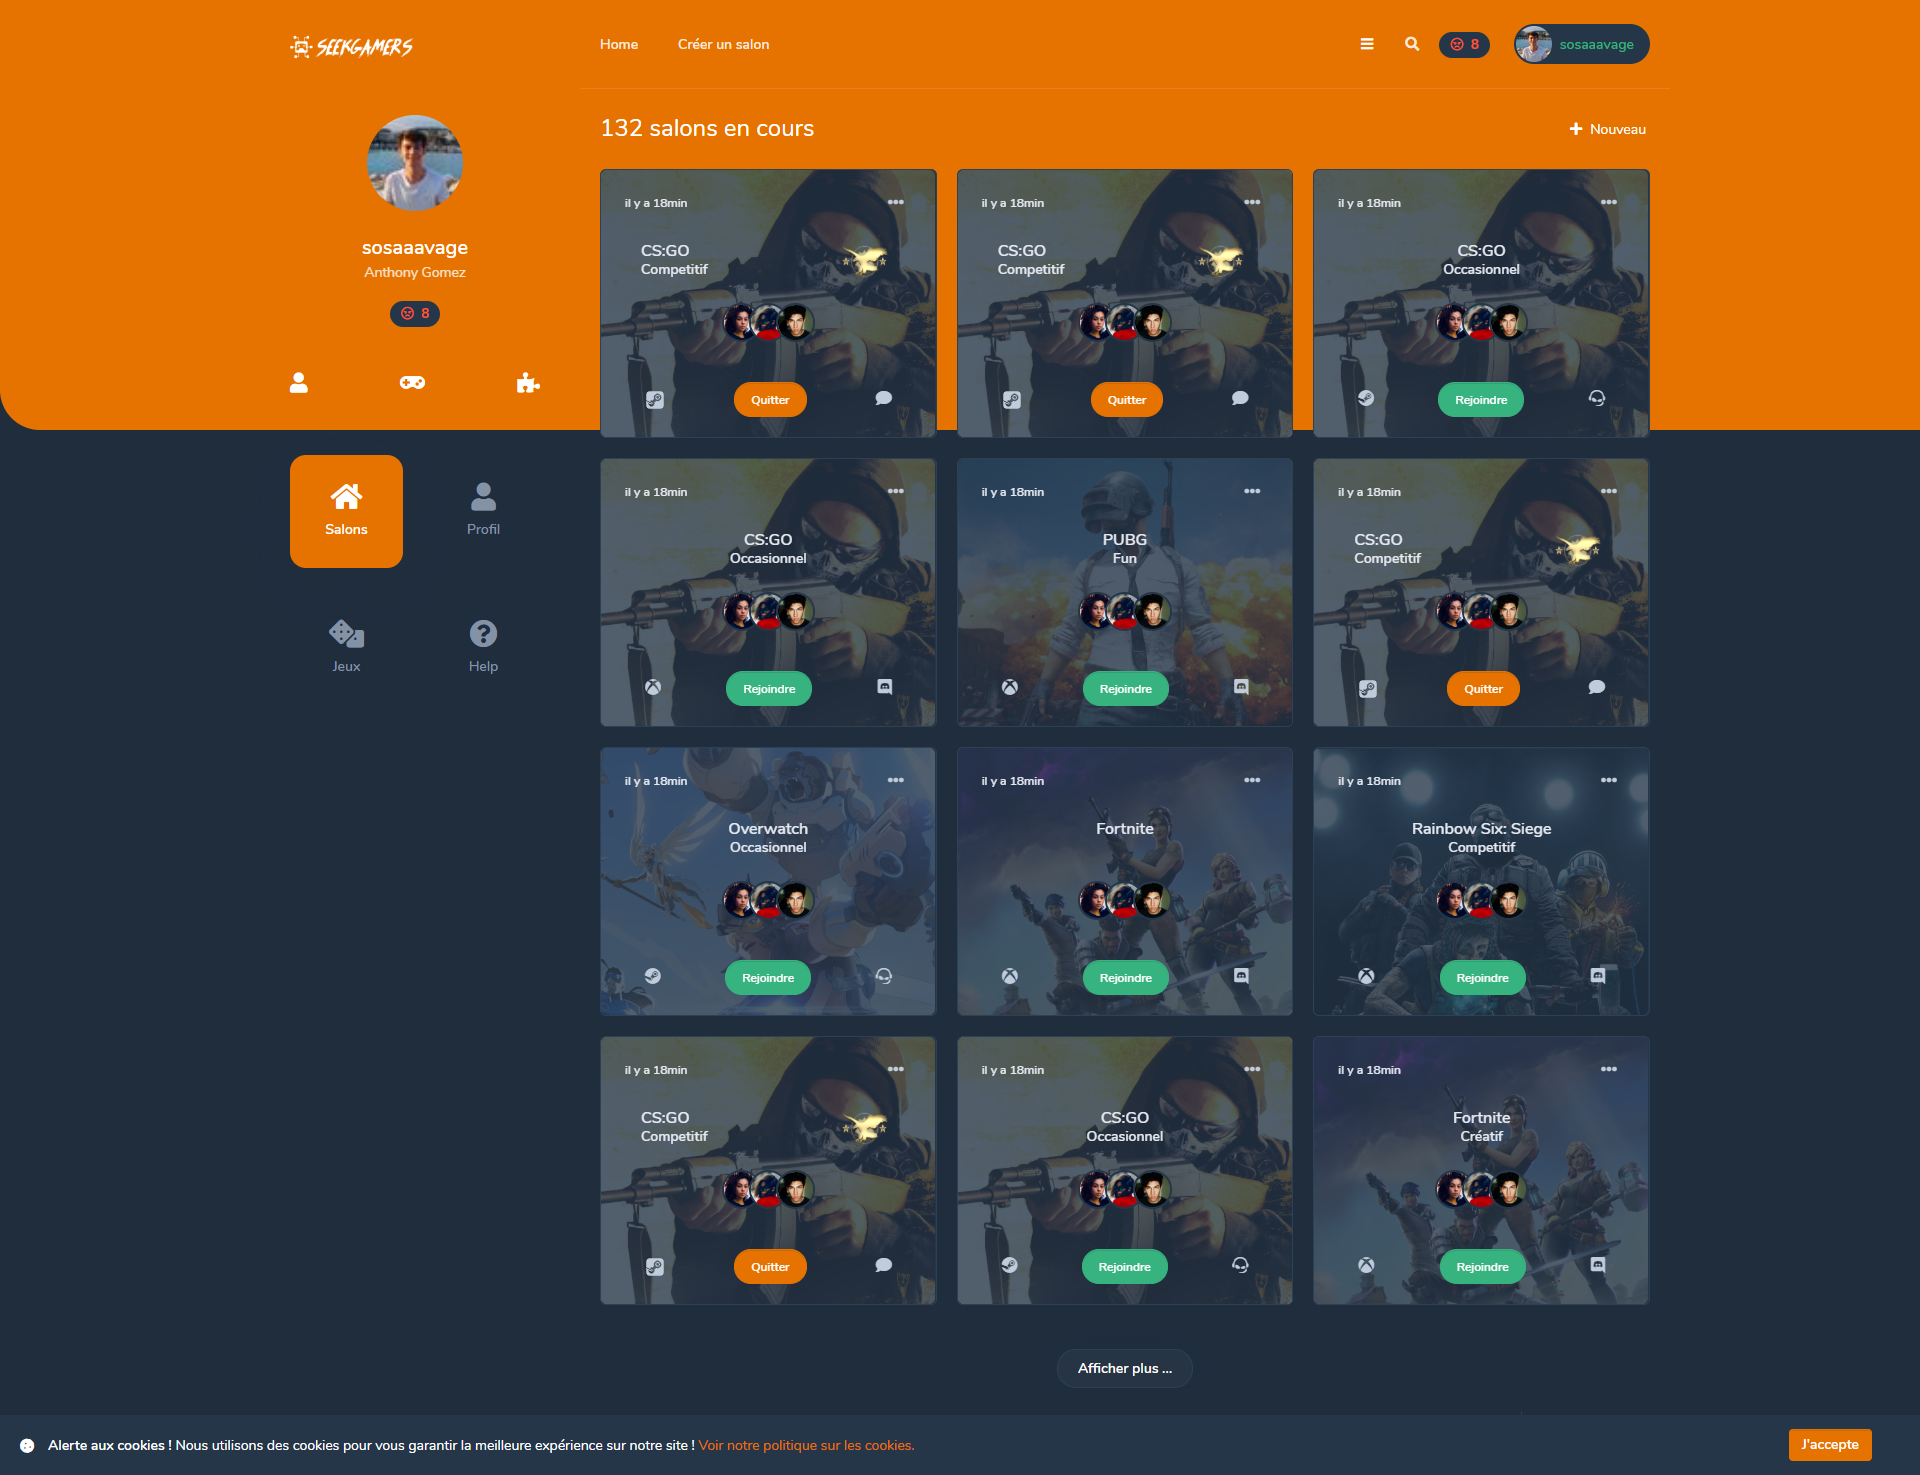 SEEKGAMERS
Home
Créer un salon
8
sosaaavage
sosaaavage
Anthony Gomez
8
132 salons en cours
Nouveau
il y a 18min
CS:GO
Competitif
Quitter
il y a 18min
CS:GO
Competitif
Quitter
il y a 18min
CS:GO
Occasionnel
Rejoindre
Salons
Profil
Jeux
Help
il y a 18min
CS:GO
Occasionnel
Rejoindre
il y a 18min
PUBG
Fun
Rejoindre
il y a 18min
CS:GO
Competitif
Quitter
il y a 18min
Overwatch
Occasionnel
Rejoindre
il y a 18min
Fortnite
Rejoindre
il y a 18min
Rainbow Six: Siege
Competitif
Rejoindre
il y a 18min
CS:GO
Competitif
Quitter
il y a 18min
CS:GO
Occasionnel
Rejoindre
il y a 18min
Fortnite
Créatif
Rejoindre
Afficher plus ...
Alerte aux cookies ! Nous utilisons des cookies pour vous garantir la meilleure expérience sur notre site ! Voir notre politique sur les cookies.
J'accepte